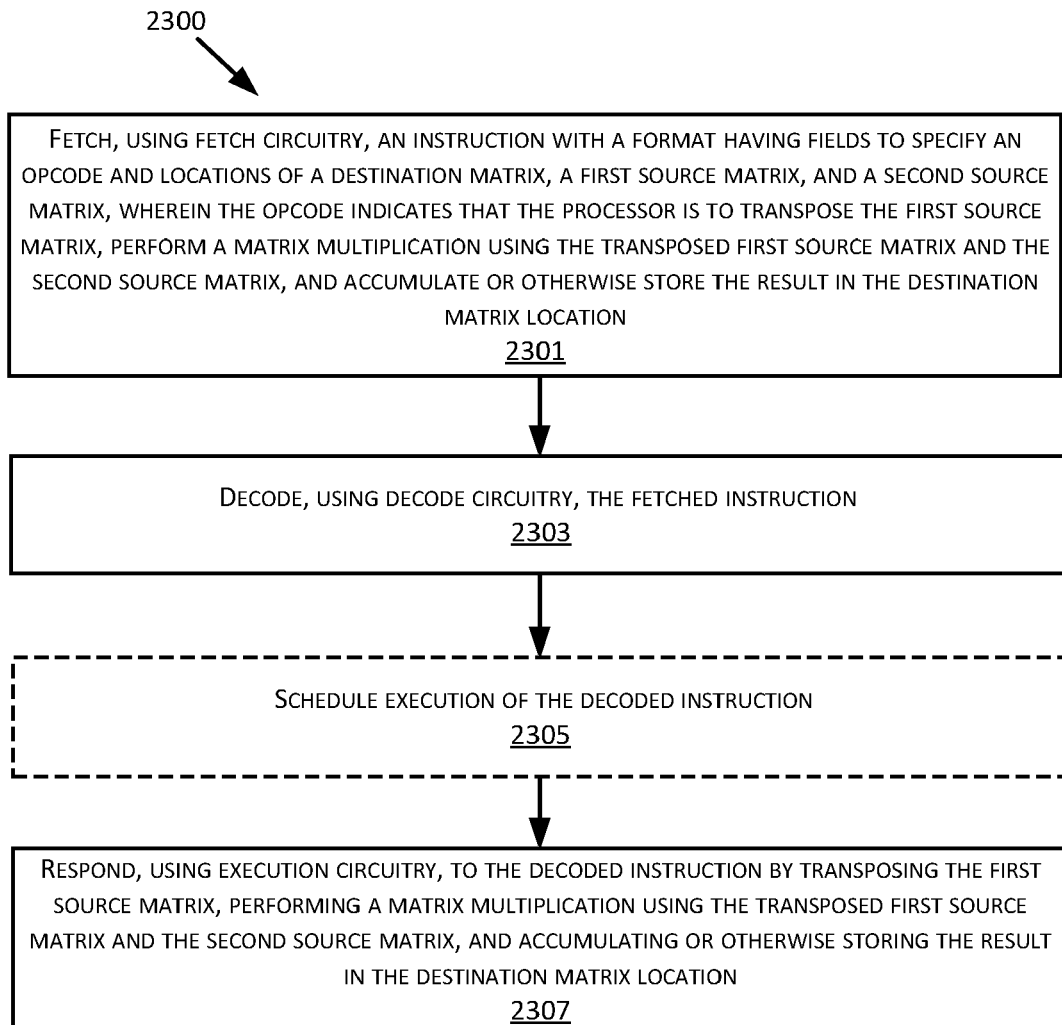 2300
FETCH, USING FETCH CIRCUITRY, AN INSTRUCTION WITH A FORMAT HAVING FIELDS TO SPECIFY AN
OPCODE AND LOCATIONS OF A DESTINATION MATRIX, A FIRST SOURCE MATRIX, AND A SECOND SOURCE
MATRIX, WHEREIN THE OPCODE INDICATES THAT THE PROCESSOR IS TO TRANSPOSE THE FIRST SOURCE
MATRIX, PERFORM A MATRIX MULTIPLICATION USING THE TRANSPOSED FIRST SOURCE MATRIX AND THE
SECOND SOURCE MATRIX, AND ACCUMULATE OR OTHERWISE STORE THE RESULT IN THE DESTINATION
MATRIX LOCATION
2301
DECODE, USING DECODE CIRCUITRY, THE FETCHED INSTRUCTION
2303
SCHEDULE EXECUTION OF THE DECODED INSTRUCTION
2305
RESPOND, USING EXECUTION CIRCUITRY, TO THE DECODED INSTRUCTION BY TRANSPOSING THE FIRST
SOURCE MATRIX, PERFORMING A MATRIX MULTIPLICATION USING THE TRANSPOSED FIRST SOURCE
MATRIX AND THE SECOND SOURCE MATRIX, AND ACCUMULATING OR OTHERWISE STORING THE RESULT
IN THE DESTINATION MATRIX LOCATION
2307